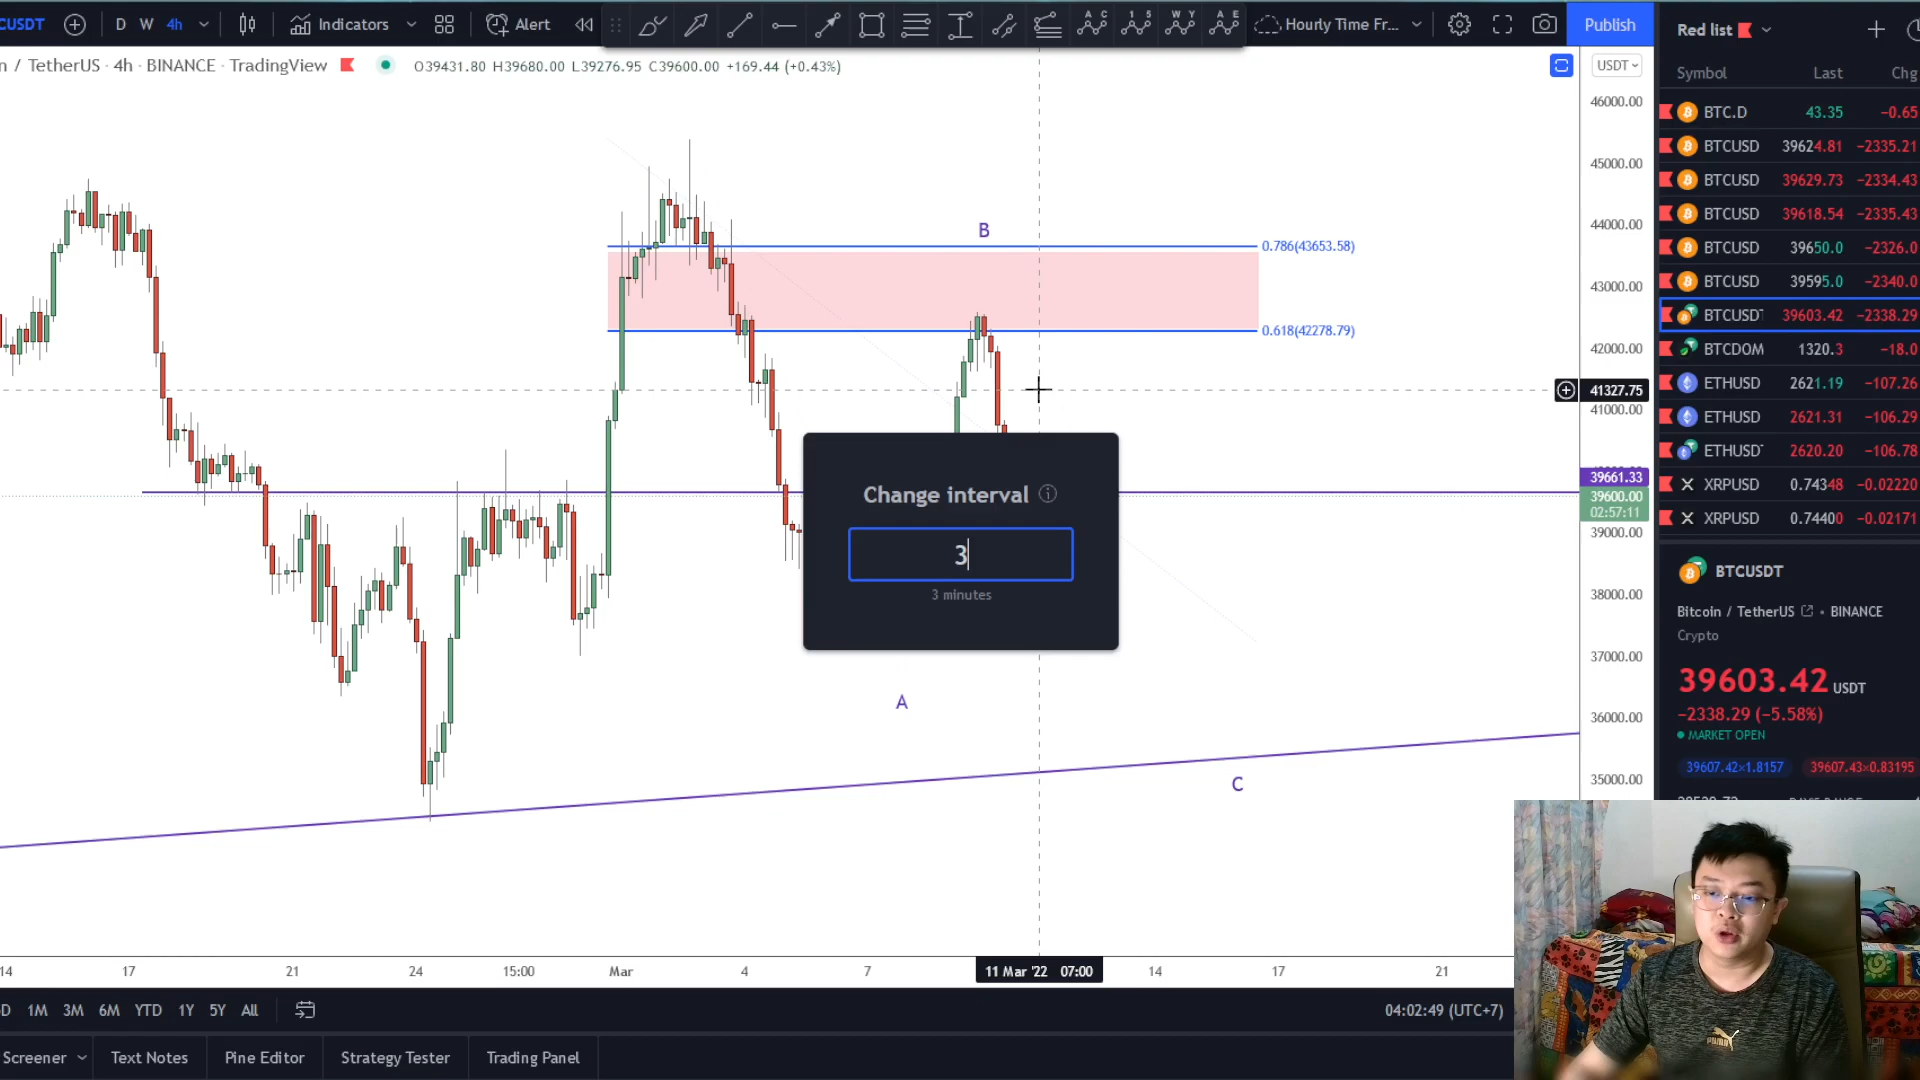 CUSDT
D W 4h
Indicators
Alert
A C
1 5
W Y
A E
Hourly Time Fr...
Publish
Red list
n / TetherUS · 4h · BINANCE · TradingView
O39431.80 H39680.00 L39276.95 C39600.00 +169.44 (+0.43%)
USDT
Symbol Last Chg
BTC.D 43.35 −0.65
BTCUSD 39624.81 −2335.21
BTCUSD 39629.73 −2334.43
BTCUSD 39618.54 −2335.43
BTCUSD 39650.0 −2326.0
BTCUSD 39595.0 −2340.0
BTCUSDT 39603.42 −2338.29
BTCDOM 1320.3 −18.0
ETHUSD 2621.19 −107.26
ETHUSD 2621.31 −106.29
ETHUSDT 2620.20 −106.78
XRPUSD 0.74348 −0.02220
XRPUSD 0.74400 −0.02171
46000.00
45000.00
44000.00
43000.00
42000.00
41327.75
41000.00
39661.33
39600.00
02:57:11
39000.00
38000.00
37000.00
36000.00
35000.00
B
0.786(43653.58)
0.618(42278.79)
Change interval
3
3 minutes
A
C
BTCUSDT
Bitcoin / TetherUS • BINANCE
Crypto
39603.42 USDT
−2338.29 (−5.58%)
MARKET OPEN
39607.42×1.8157 39607.43×0.83195
14 17 21 24 15:00 Mar 4 7 11 Mar '22 07:00 14 17 21
D 1M 3M 6M YTD 1Y 5Y All
04:02:49 (UTC+7)
Screener Text Notes Pine Editor Strategy Tester Trading Panel
PUMA